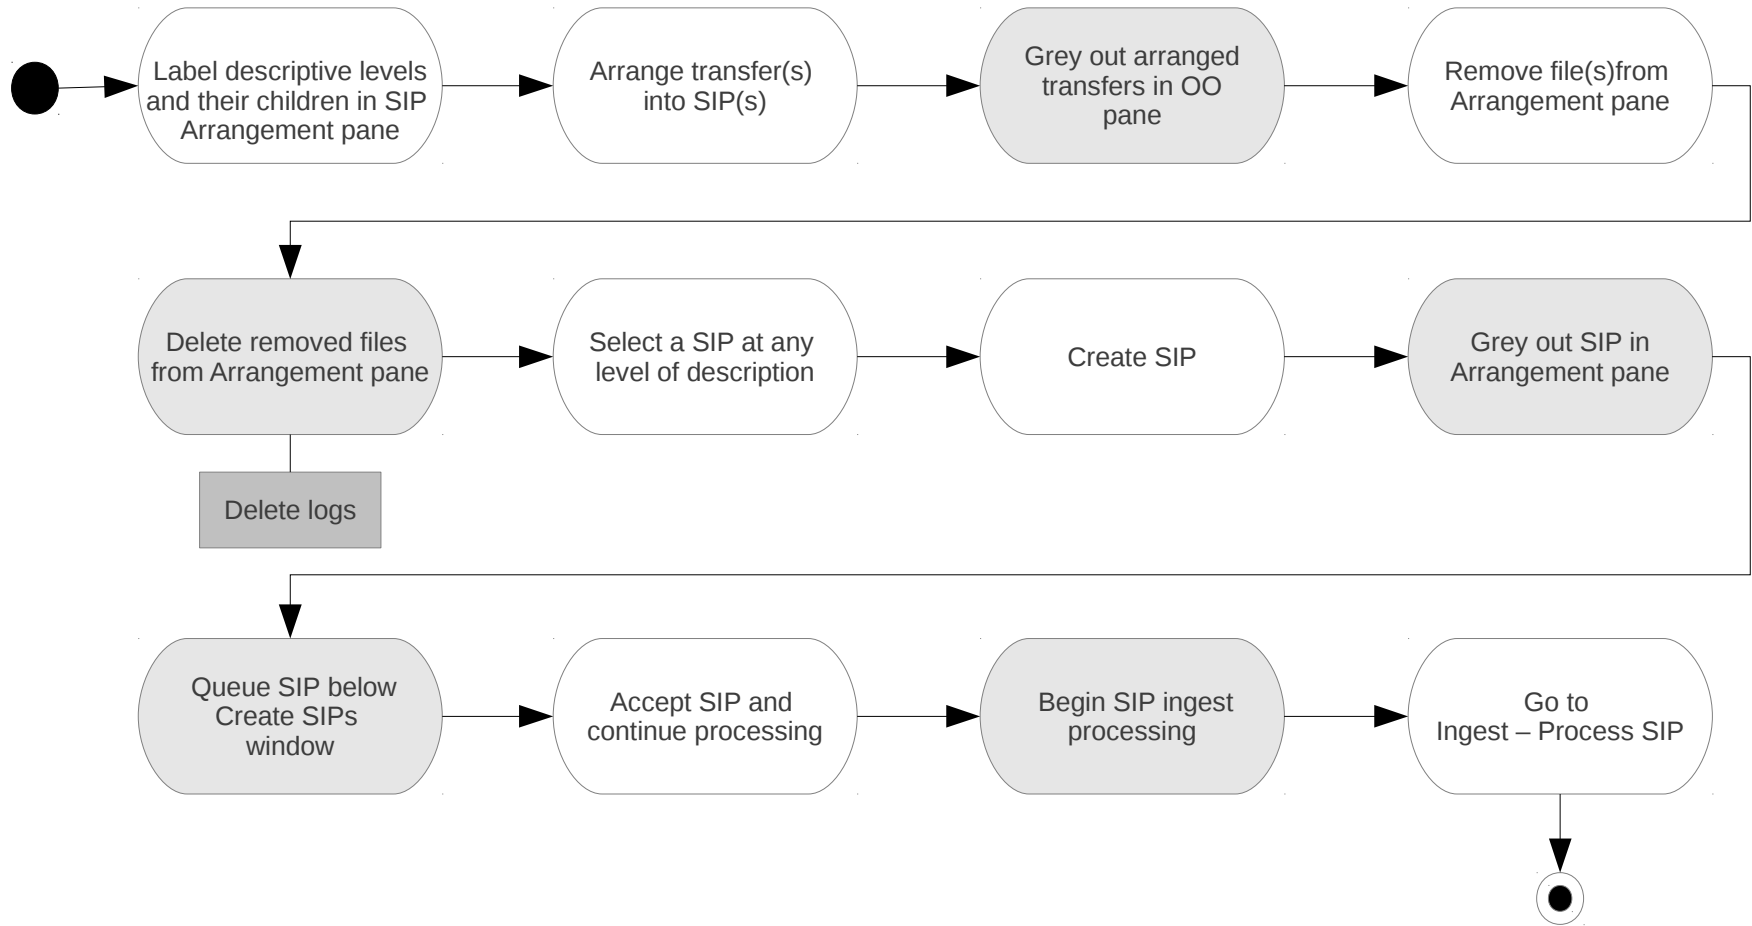 Label descriptive levels
and their children in SIP
Arrangement pane
Arrange transfer(s)
into SIP(s)
Grey out arranged
transfers in OO
pane
Remove file(s)from
Arrangement pane
Delete removed files
from Arrangement pane
Select a SIP at any
level of description
Create SIP
Grey out SIP in
Arrangement pane
Delete logs
Queue SIP below
Create SIPs
window
Accept SIP and
continue processing
Begin SIP ingest
processing
Go to
Ingest – Process SIP